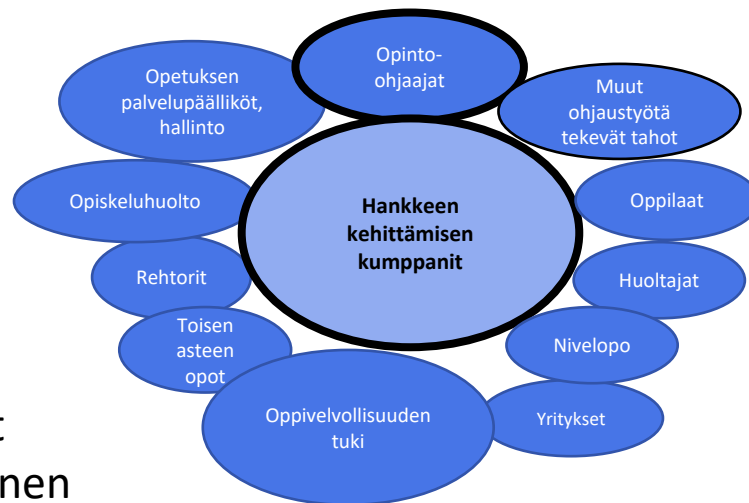 Opinto-
ohjaajat
Opetuksen
palvelupäälliköt,
hallinto
Muut
ohjaustyötä
tekevät tahot
Opiskeluhuolto
Hankkeen
kehittämisen
kumppanit
Oppilaat
Rehtorit
Huoltajat
Toisen
asteen
opot
Nivelopo
Oppivelvollisuuden
tuki
Yritykset
t
nen